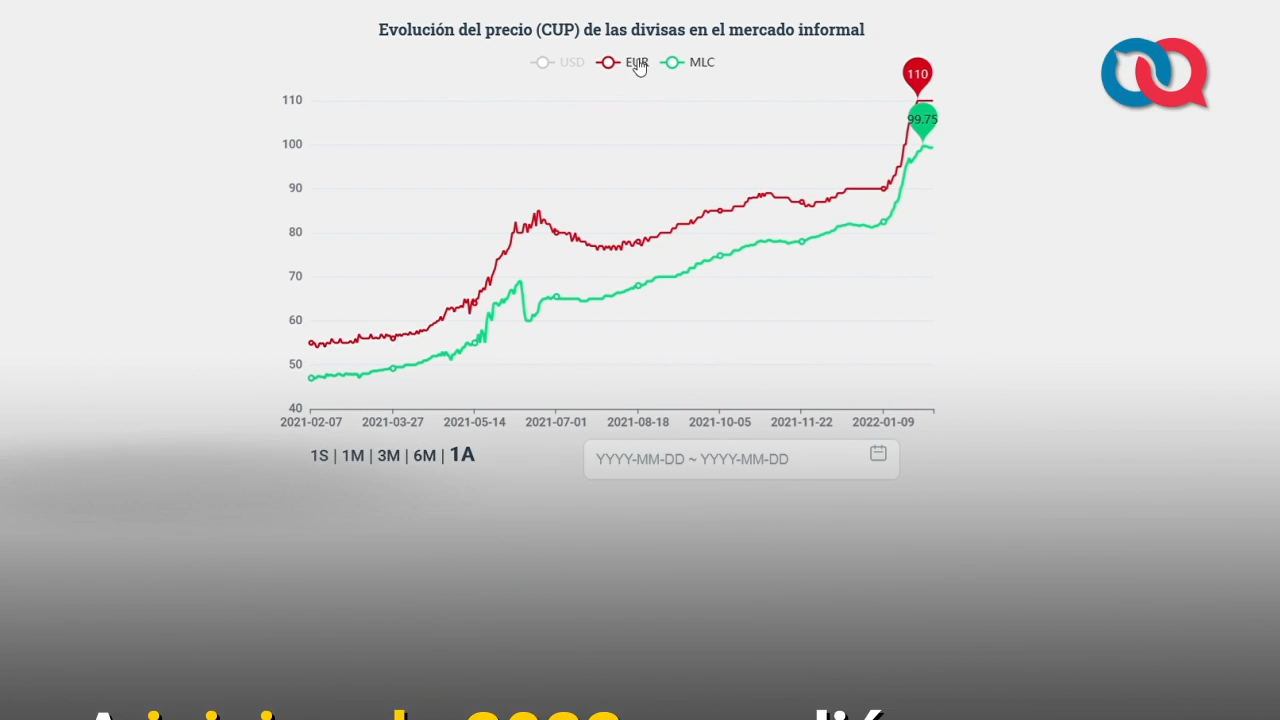 Evolución del precio (CUP) de las divisas en el mercado informal
USD EUR MLC
110
99.75
110
100
90
80
70
60
50
40
2021-02-07 2021-03-27 2021-05-14 2021-07-01 2021-08-18 2021-10-05 2021-11-22 2022-01-09
1S | 1M | 3M | 6M | 1A
YYYY-MM-DD ~ YYYY-MM-DD